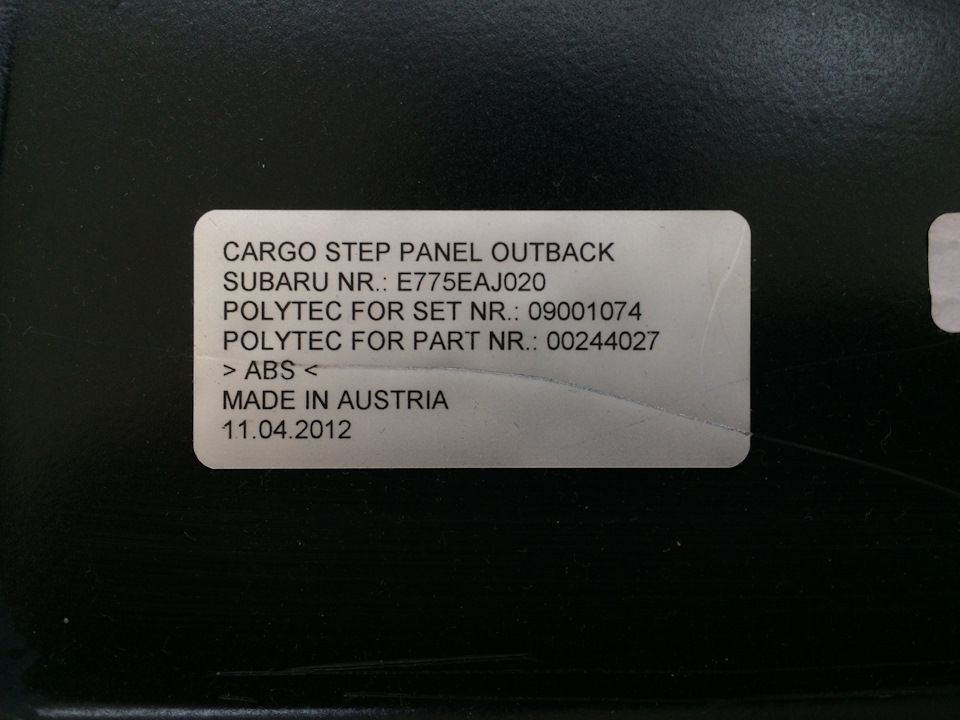 CARGO STEP PANEL OUTBACK
SUBARU NR.: E775EAJ020
POLYTEC FOR SET NR.: 09001074
POLYTEC FOR PART NR.: 00244027
> ABS <
MADE IN AUSTRIA
11.04.2012